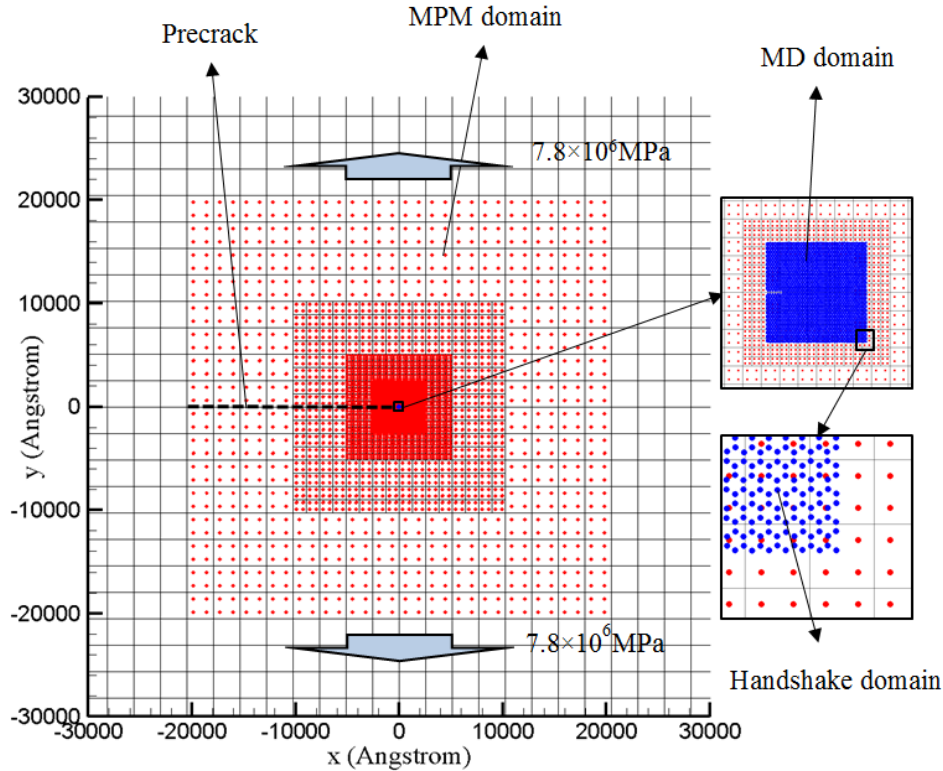 Precrack
MPM domain
MD domain
30000
20000
10000
0
-10000
-20000
-30000
y (Angstrom)
7.8×10⁶MPa
7.8×10⁶MPa
-30000 -20000 -10000 0 10000 20000 30000
x (Angstrom)
Handshake domain